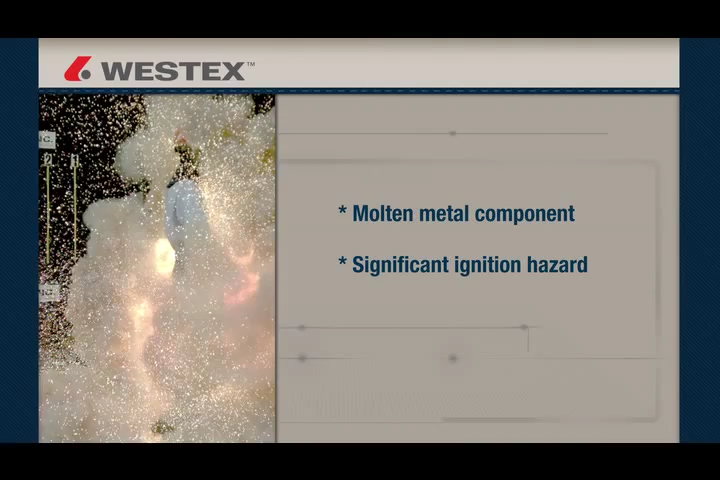 WESTEX™
* Molten metal component
* Significant ignition hazard